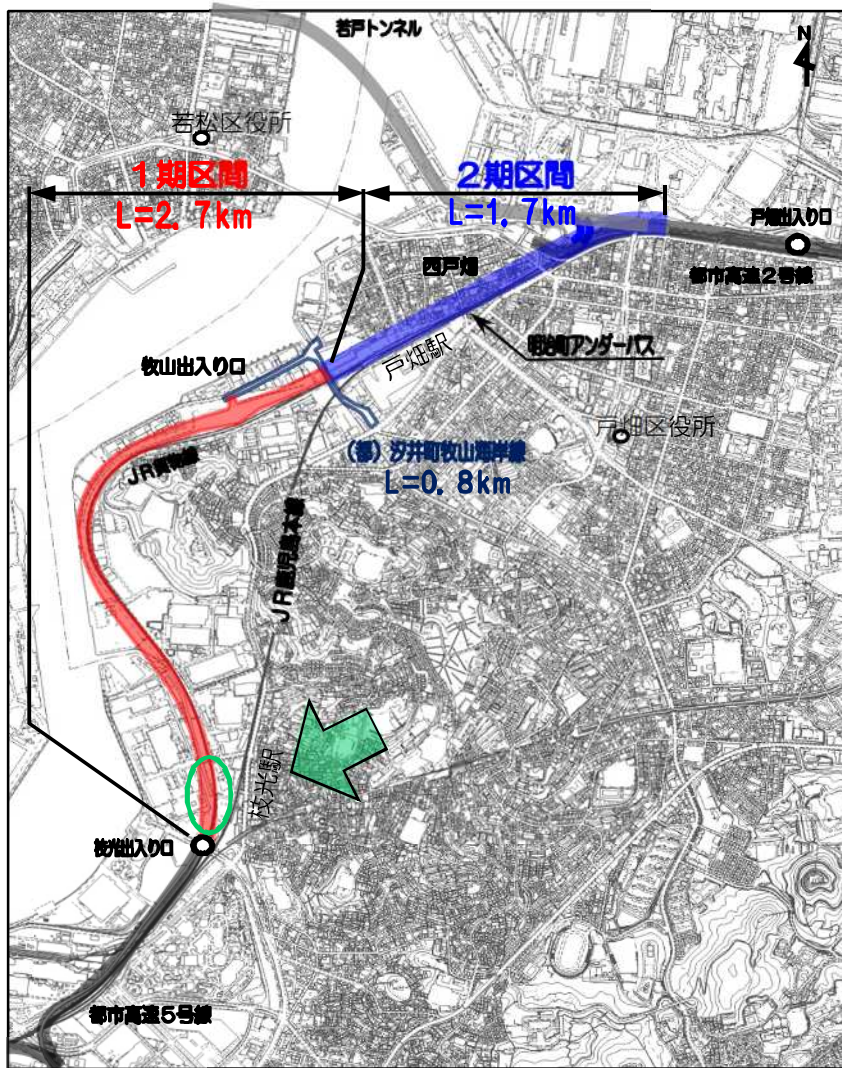 若戸トンネル
N
若松区役所
1期区間
L=2.7km
2期区間
L=1.7km
戸畑出入り口
都市高速2号線
西戸畑
戸畑駅
明治町アンダーパス
牧山出入り口
戸畑区役所
(都)汐井町牧山海岸線
L=0.8km
JR貨物線
JR鹿児島本線
枝光駅
枝光出入り口
都市高速5号線